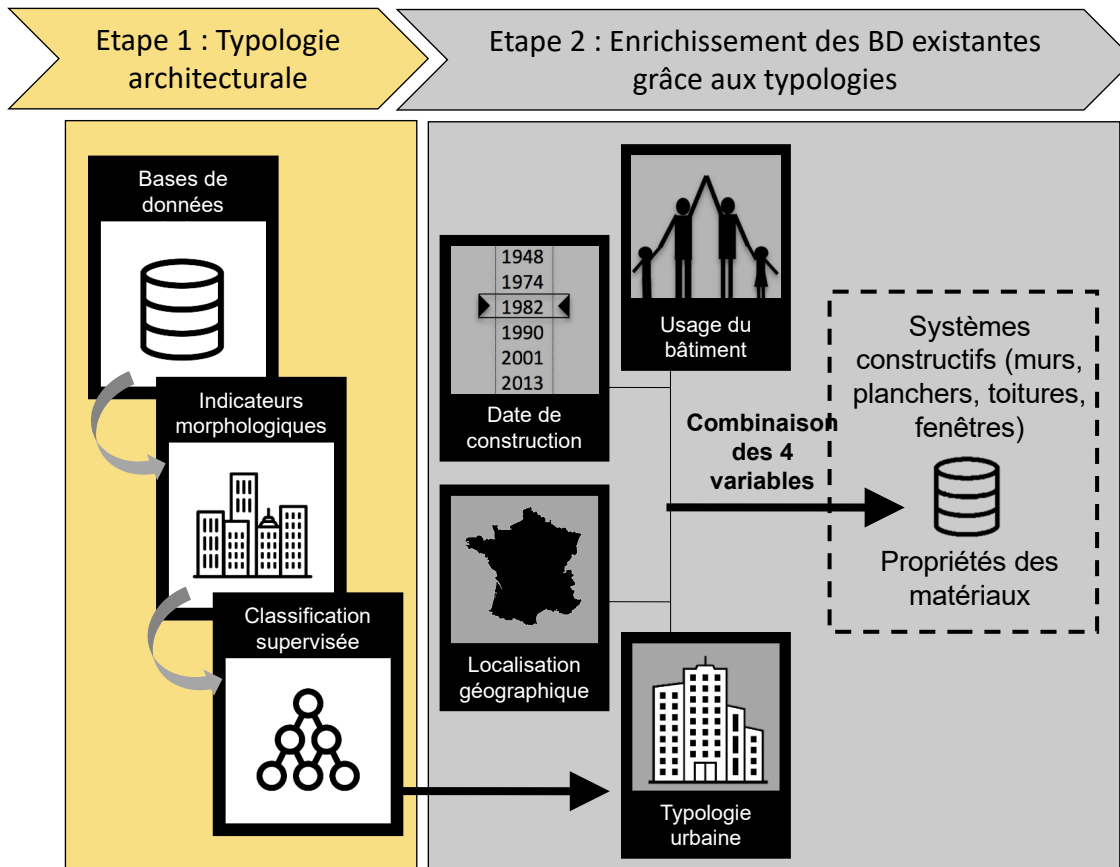 Etape 1 : Typologie
architecturale
Etape 2 : Enrichissement des BD existantes
grâce aux typologies
Bases de
données
Indicateurs
morphologiques
Classification
supervisée
1948
1974
1982
1990
2001
2013
Date de
construction
Usage du
bâtiment
Localisation
géographique
Typologie
urbaine
Combinaison
des 4
variables
Systèmes
constructifs (murs,
planchers, toitures,
fenêtres)
Propriétés des
matériaux